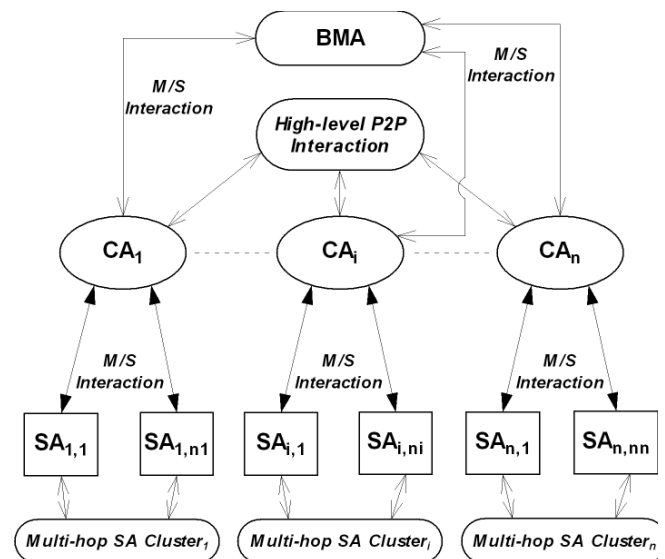 BMA
M/S
Interaction
M/S
Interaction
High-level P2P
Interaction
CA₁
CAᵢ
CAₙ
M/S
Interaction
M/S
Interaction
M/S
Interaction
SA₁,₁
SA₁,ₙ₁
SAᵢ,₁
SAᵢ,ₙᵢ
SAₙ,₁
SAₙ,ₙₙ
Multi-hop SA Cluster₁
Multi-hop SA Clusterᵢ
Multi-hop SA Clusterₙ